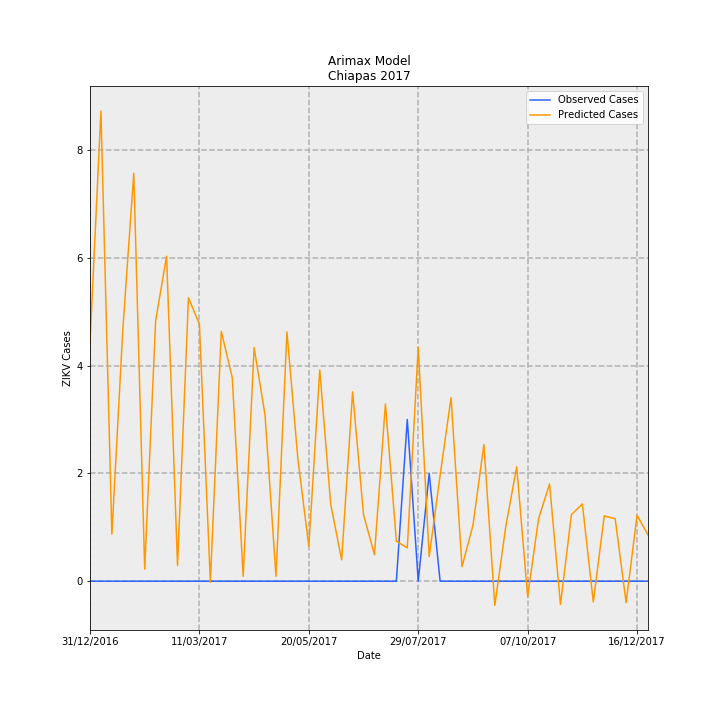 Arimax Model
Chiapas 2017
Observed Cases
Predicted Cases
8
6
4
2
0
ZIKV Cases
31/12/2016 11/03/2017 20/05/2017 29/07/2017 07/10/2017 16/12/2017
Date